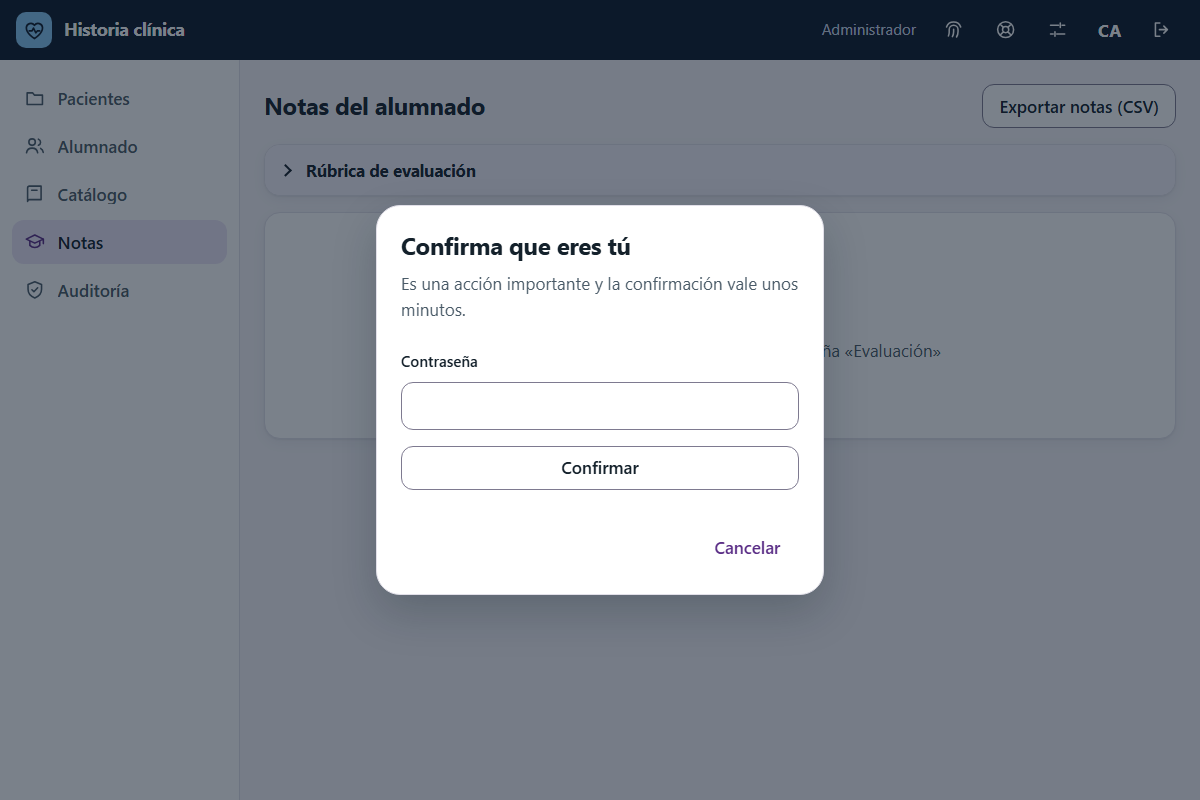 Historia clínica
Administrador
CA
Pacientes
Alumnado
Catálogo
Notas
Auditoría
Notas del alumnado
Exportar notas (CSV)
Rúbrica de evaluación
«Evaluación»
Confirma que eres tú
Es una acción importante y la confirmación vale unos
minutos.
Contraseña
Confirmar
Cancelar